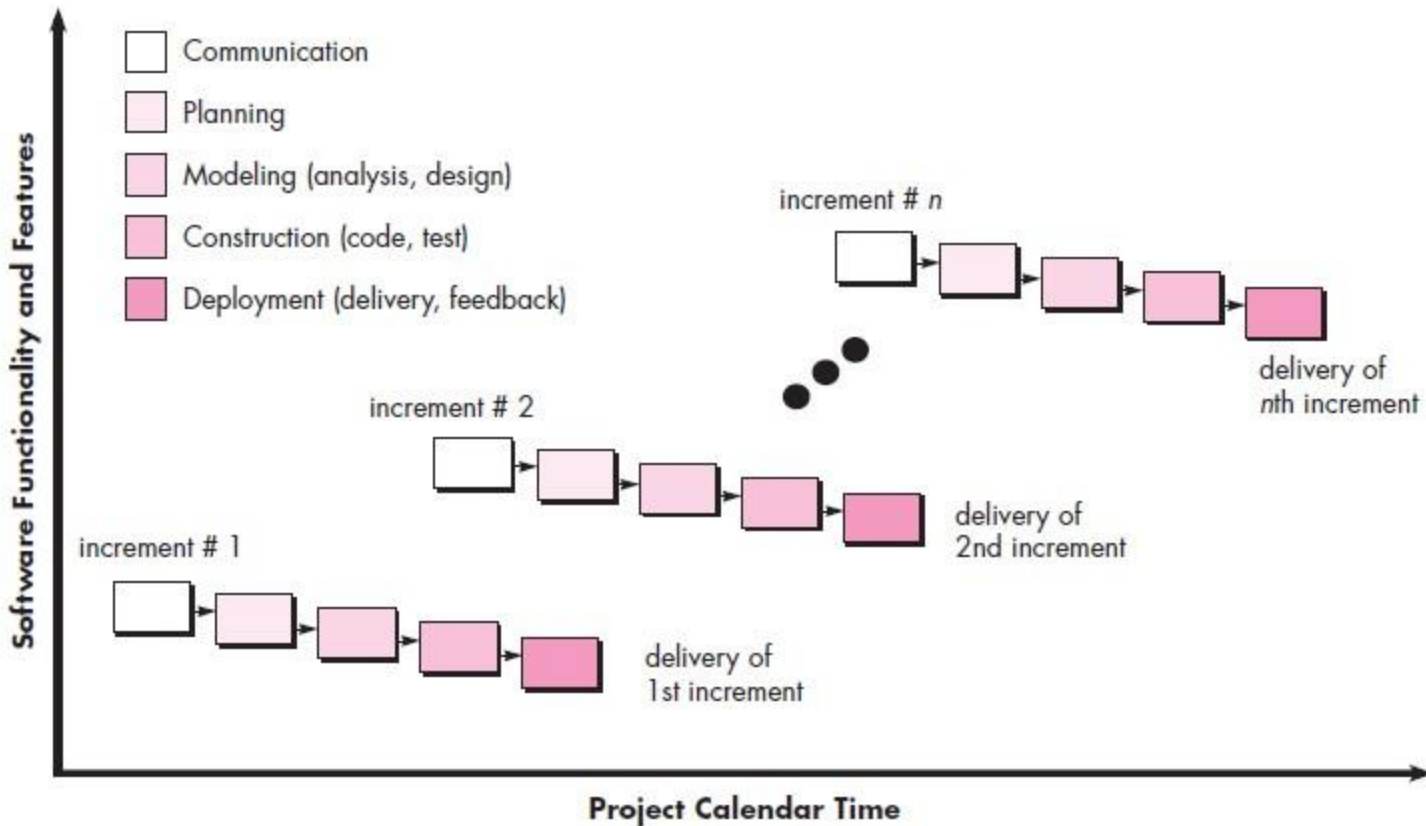 Software Functionality and Features
Communication
Planning
Modeling (analysis, design)
Construction (code, test)
Deployment (delivery, feedback)
increment # n
delivery of
nth increment
increment # 2
delivery of
2nd increment
increment # 1
delivery of
1st increment
Project Calendar Time